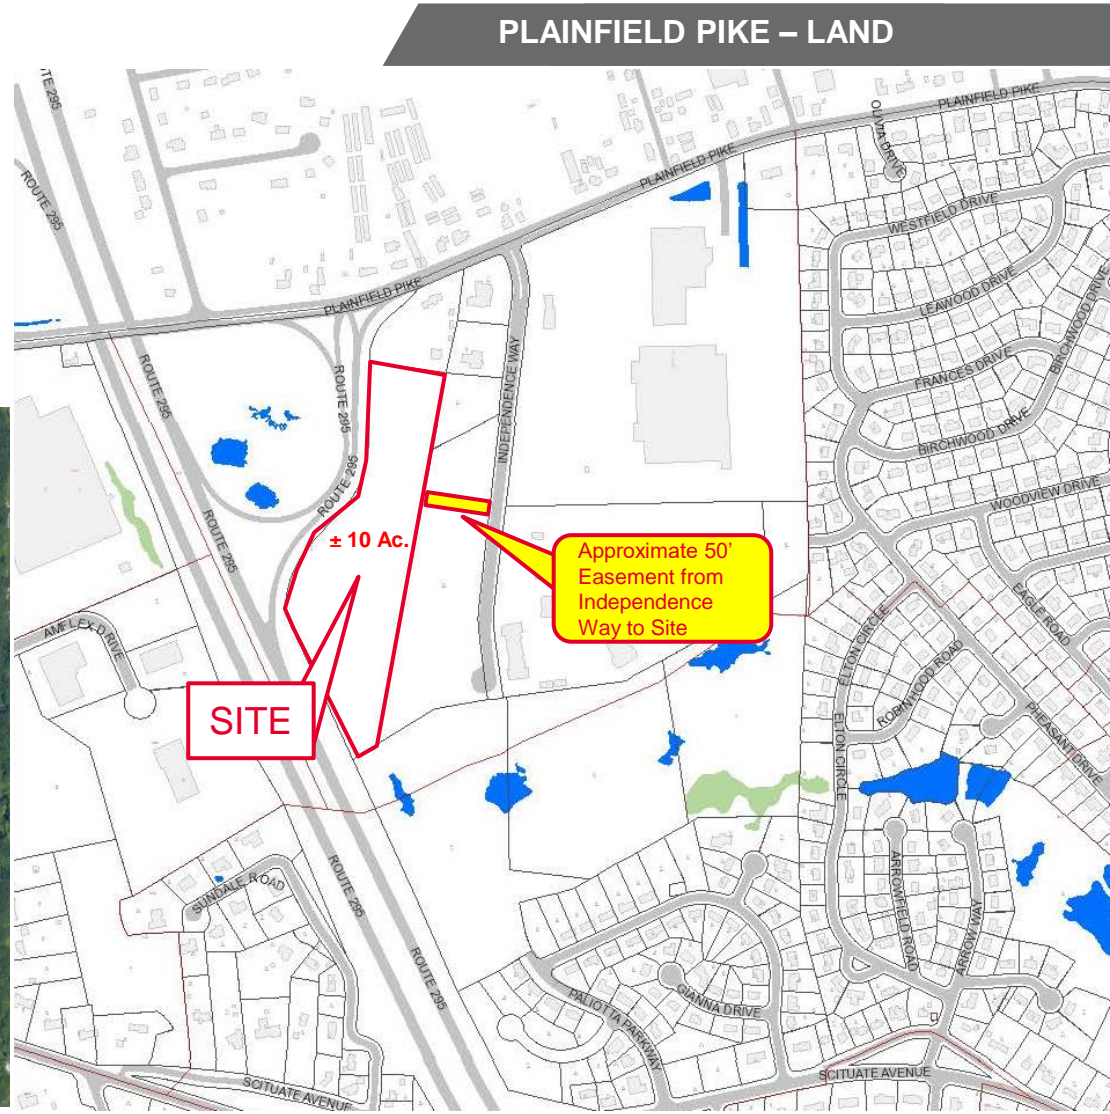 PLAINFIELD PIKE – LAND
ROUTE 295
PLAINFIELD PIKE
OLIVIA DRIVE
PLAINFIELD PIKE
ROUTE 295
WESTFIELD DRIVE
LEAWOOD DRIVE
BIRCHWOOD DRIVE
PLAINFIELD PIKE
ROUTE 295
ROUTE 295
INDEPENDENCE WAY
FRANCES DRIVE
BIRCHWOOD DRIVE
ROUTE 295
WOODVIEW DRIVE
ROUTE 295
± 10 Ac.
Approximate 50'
Easement from
Independence
Way to Site
EAGLE ROAD
AMFLEX DRIVE
ELTON CIRCLE
ROBINHOOD ROAD
PHEASANT DRIVE
SITE
ELTON CIRCLE
SUNDALE ROAD
ROUTE 295
ARROWFIELD ROAD
ARROW WAY
ROUTE 295
GIANNA DRIVE
PALIOTTA PARKWAY
SCITUATE AVENUE
SCITUATE AVENUE